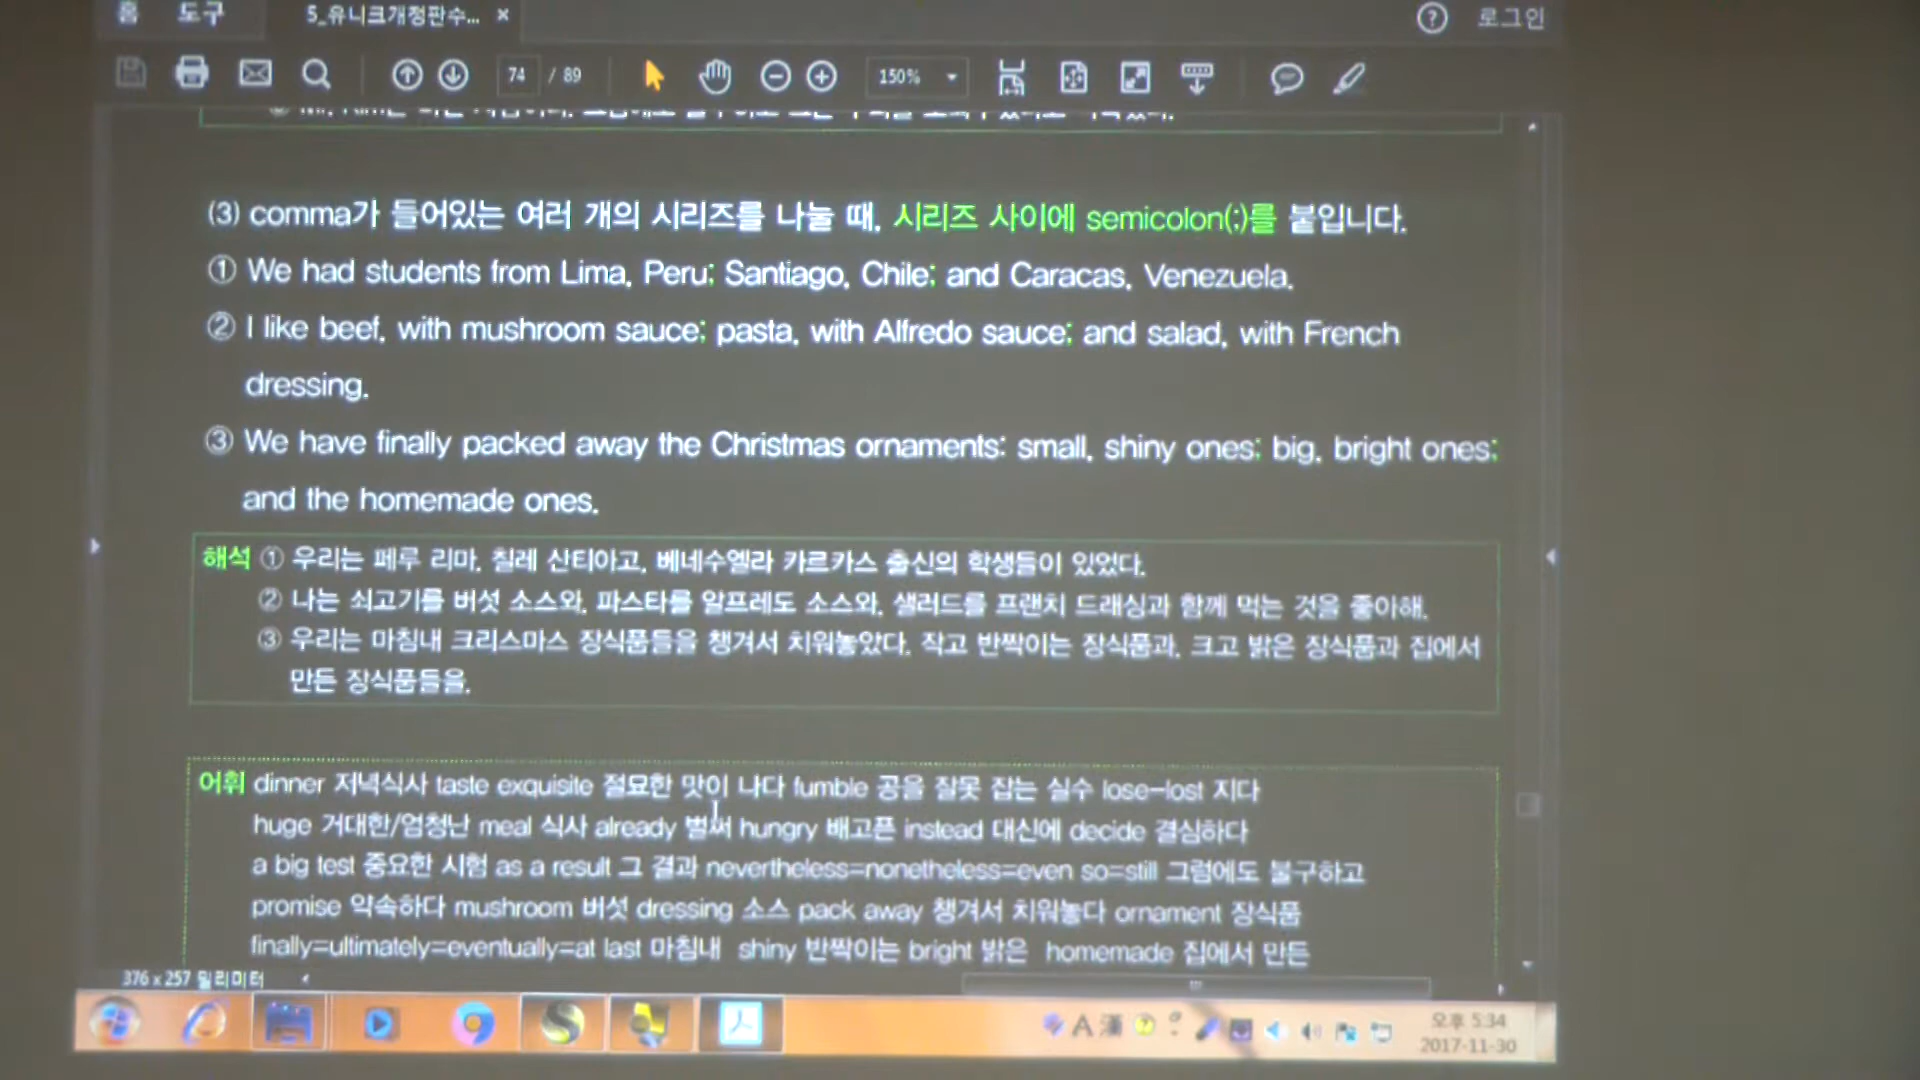 홈 도구 5_유니크개정판수... × ? 로그인
74 / 89 150%
(3) comma가 들어있는 여러 개의 시리즈를 나눌 때, 시리즈 사이에 semicolon(;)를 붙입니다.
① We had students from Lima, Peru; Santiago, Chile; and Caracas, Venezuela.
② I like beef, with mushroom sauce; pasta, with Alfredo sauce; and salad, with French
dressing.
③ We have finally packed away the Christmas ornaments: small, shiny ones; big, bright ones;
and the homemade ones.
해석 ① 우리는 페루 리마, 칠레 산티아고, 베네수엘라 카르카스 출신의 학생들이 있었다.
② 나는 쇠고기를 버섯 소스와, 파스타를 알프레도 소스와, 샐러드를 프랜치 드래싱과 함께 먹는 것을 좋아해.
③ 우리는 마침내 크리스마스 장식품들을 챙겨서 치워놓았다. 작고 반짝이는 장식품과, 크고 밝은 장식품과 집에서
만든 장식품들을.
어휘 dinner 저녁식사 taste exquisite 절묘한 맛이 나다 fumble 공을 잘못 잡는 실수 lose-lost 지다
huge 거대한/엄청난 meal 식사 already 벌써 hungry 배고픈 instead 대신에 decide 결심하다
a big test 중요한 시험 as a result 그 결과 nevertheless=nonetheless=even so=still 그럼에도 불구하고
promise 약속하다 mushroom 버섯 dressing 소스 pack away 챙겨서 치워놓다 ornament 장식품
finally=ultimately=eventually=at last 마침내 shiny 반짝이는 bright 밝은 homemade 집에서 만든
376 x 257 밀리미터
A 漢 오후 5:34
2017-11-30